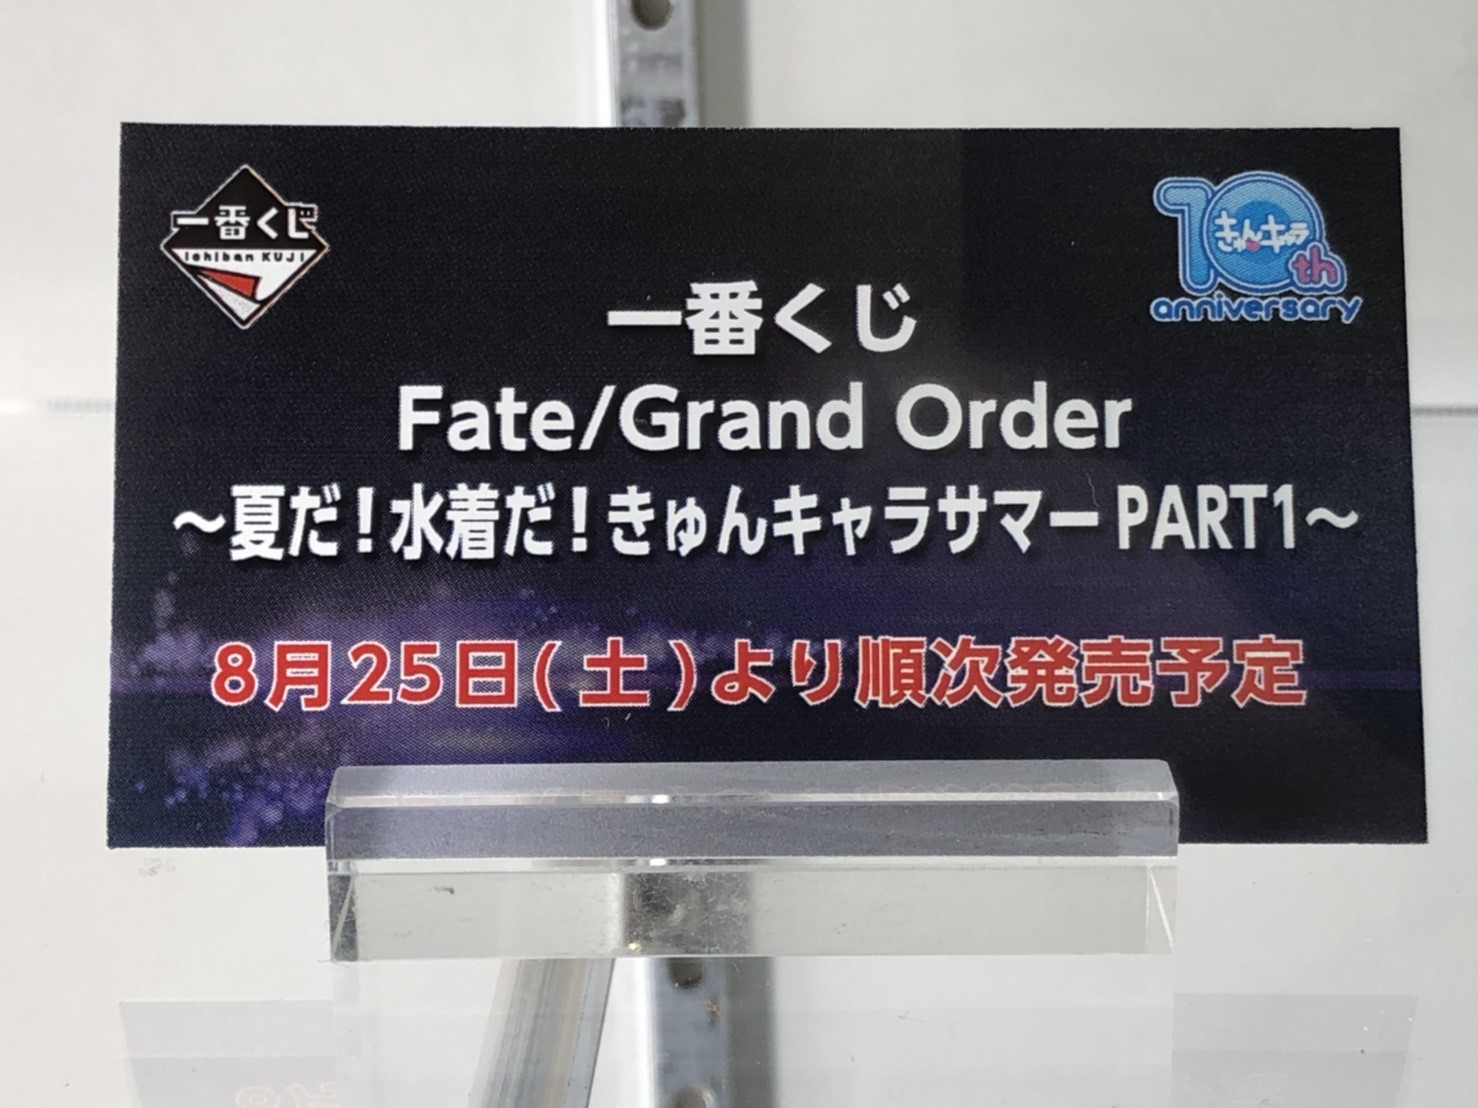 一番くじ
Ichiban KUJI
10th
きゅんキャラ
anniversary
一番くじ
Fate/Grand Order
～夏だ！水着だ！きゅんキャラサマーPART1～
8月25日(土)より順次発売予定